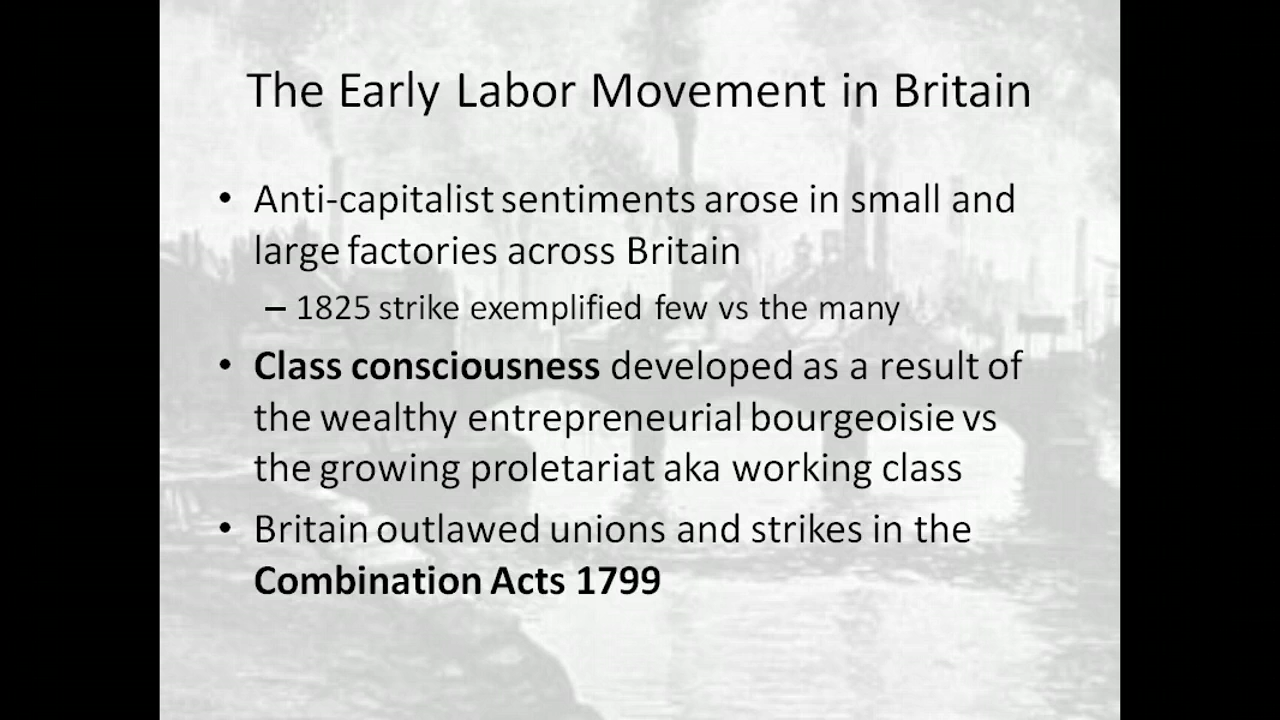 The Early Labor Movement in Britain
• Anti-capitalist sentiments arose in small and
large factories across Britain
– 1825 strike exemplified few vs the many
• Class consciousness developed as a result of
the wealthy entrepreneurial bourgeoisie vs
the growing proletariat aka working class
• Britain outlawed unions and strikes in the
Combination Acts 1799